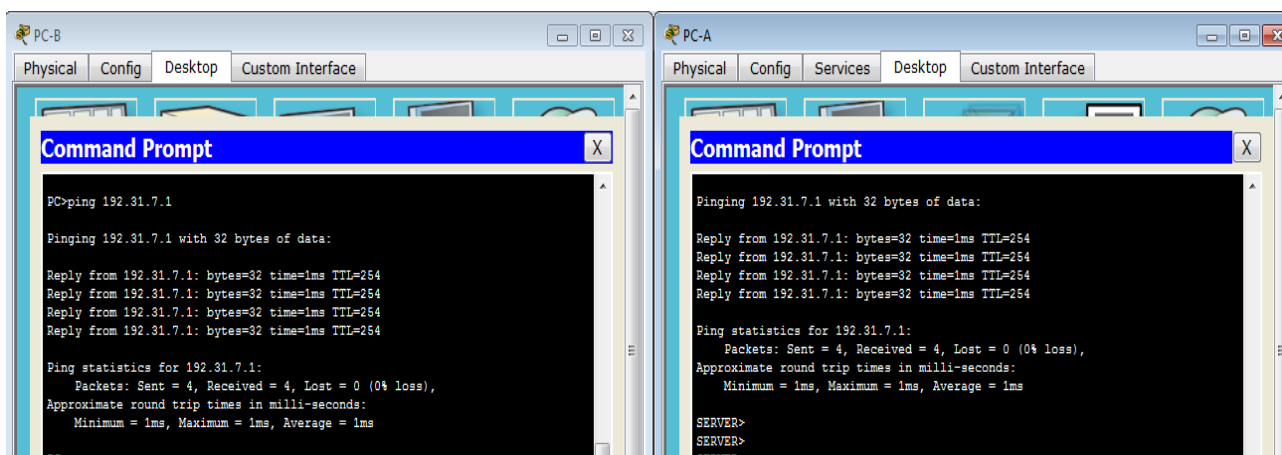 PC-B
Physical Config Desktop Custom Interface
Command Prompt
X
PC>ping 192.31.7.1
Pinging 192.31.7.1 with 32 bytes of data:
Reply from 192.31.7.1: bytes=32 time=1ms TTL=254
Reply from 192.31.7.1: bytes=32 time=1ms TTL=254
Reply from 192.31.7.1: bytes=32 time=1ms TTL=254
Reply from 192.31.7.1: bytes=32 time=1ms TTL=254
Ping statistics for 192.31.7.1:
Packets: Sent = 4, Received = 4, Lost = 0 (0% loss),
Approximate round trip times in milli-seconds:
Minimum = 1ms, Maximum = 1ms, Average = 1ms
PC-A
Physical Config Services Desktop Custom Interface
Command Prompt
X
Pinging 192.31.7.1 with 32 bytes of data:
Reply from 192.31.7.1: bytes=32 time=1ms TTL=254
Reply from 192.31.7.1: bytes=32 time=1ms TTL=254
Reply from 192.31.7.1: bytes=32 time=1ms TTL=254
Reply from 192.31.7.1: bytes=32 time=1ms TTL=254
Ping statistics for 192.31.7.1:
Packets: Sent = 4, Received = 4, Lost = 0 (0% loss),
Approximate round trip times in milli-seconds:
Minimum = 1ms, Maximum = 1ms, Average = 1ms
SERVER>
SERVER>